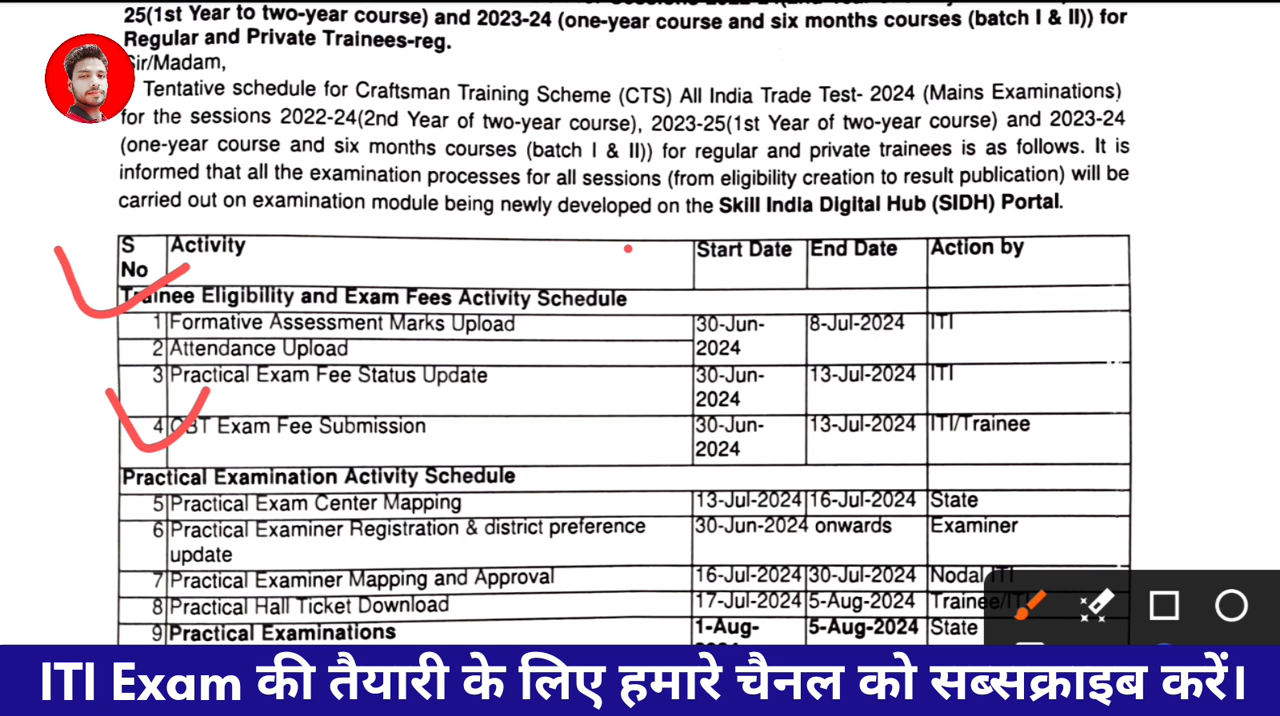 25(1st Year to two-year course) and 2023-24 (one-year course and six months courses (batch I & II)) for
Regular and Private Trainees-reg.
Sir/Madam,
Tentative schedule for Craftsman Training Scheme (CTS) All India Trade Test- 2024 (Mains Examinations)
for the sessions 2022-24(2nd Year of two-year course), 2023-25(1st Year of two-year course) and 2023-24
(one-year course and six months courses (batch I & II)) for regular and private trainees is as follows. It is
informed that all the examination processes for all sessions (from eligibility creation to result publication) will be
carried out on examination module being newly developed on the Skill India Digital Hub (SIDH) Portal.
S No Activity Start Date End Date Action by
Trainee Eligibility and Exam Fees Activity Schedule
1 Formative Assessment Marks Upload 30-Jun-2024 8-Jul-2024 ITI
2 Attendance Upload
3 Practical Exam Fee Status Update 30-Jun-2024 13-Jul-2024 ITI
4 CBT Exam Fee Submission 30-Jun-2024 13-Jul-2024 ITI/Trainee
Practical Examination Activity Schedule
5 Practical Exam Center Mapping 13-Jul-2024 16-Jul-2024 State
6 Practical Examiner Registration & district preference update 30-Jun-2024 onwards Examiner
7 Practical Examiner Mapping and Approval 16-Jul-2024 30-Jul-2024 Nodal ITI
8 Practical Hall Ticket Download 17-Jul-2024 5-Aug-2024 Trainee/ITI
9 Practical Examinations 1-Aug- 5-Aug-2024 State
ITI Exam की तैयारी के लिए हमारे चैनल को सब्सक्राइब करें।